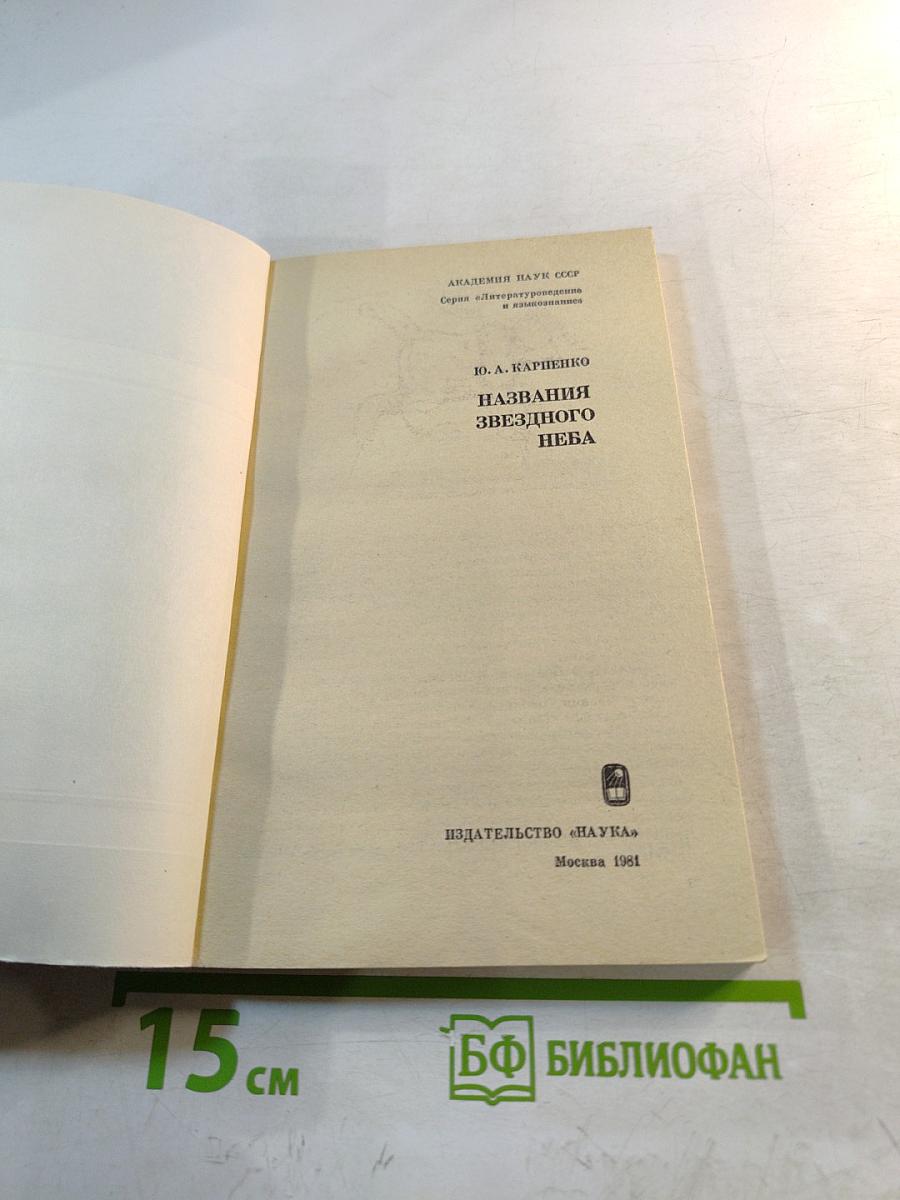 АКАДЕМИЯ НАУК СССР
Серия «Литературоведение
и языкознание»
Ю. А. КАРПЕНКО
НАЗВАНИЯ
ЗВЕЗДНОГО
НЕБА
ИЗДАТЕЛЬСТВО «НАУКА»
Москва 1981
15 см
БФ БИБЛИОФАН